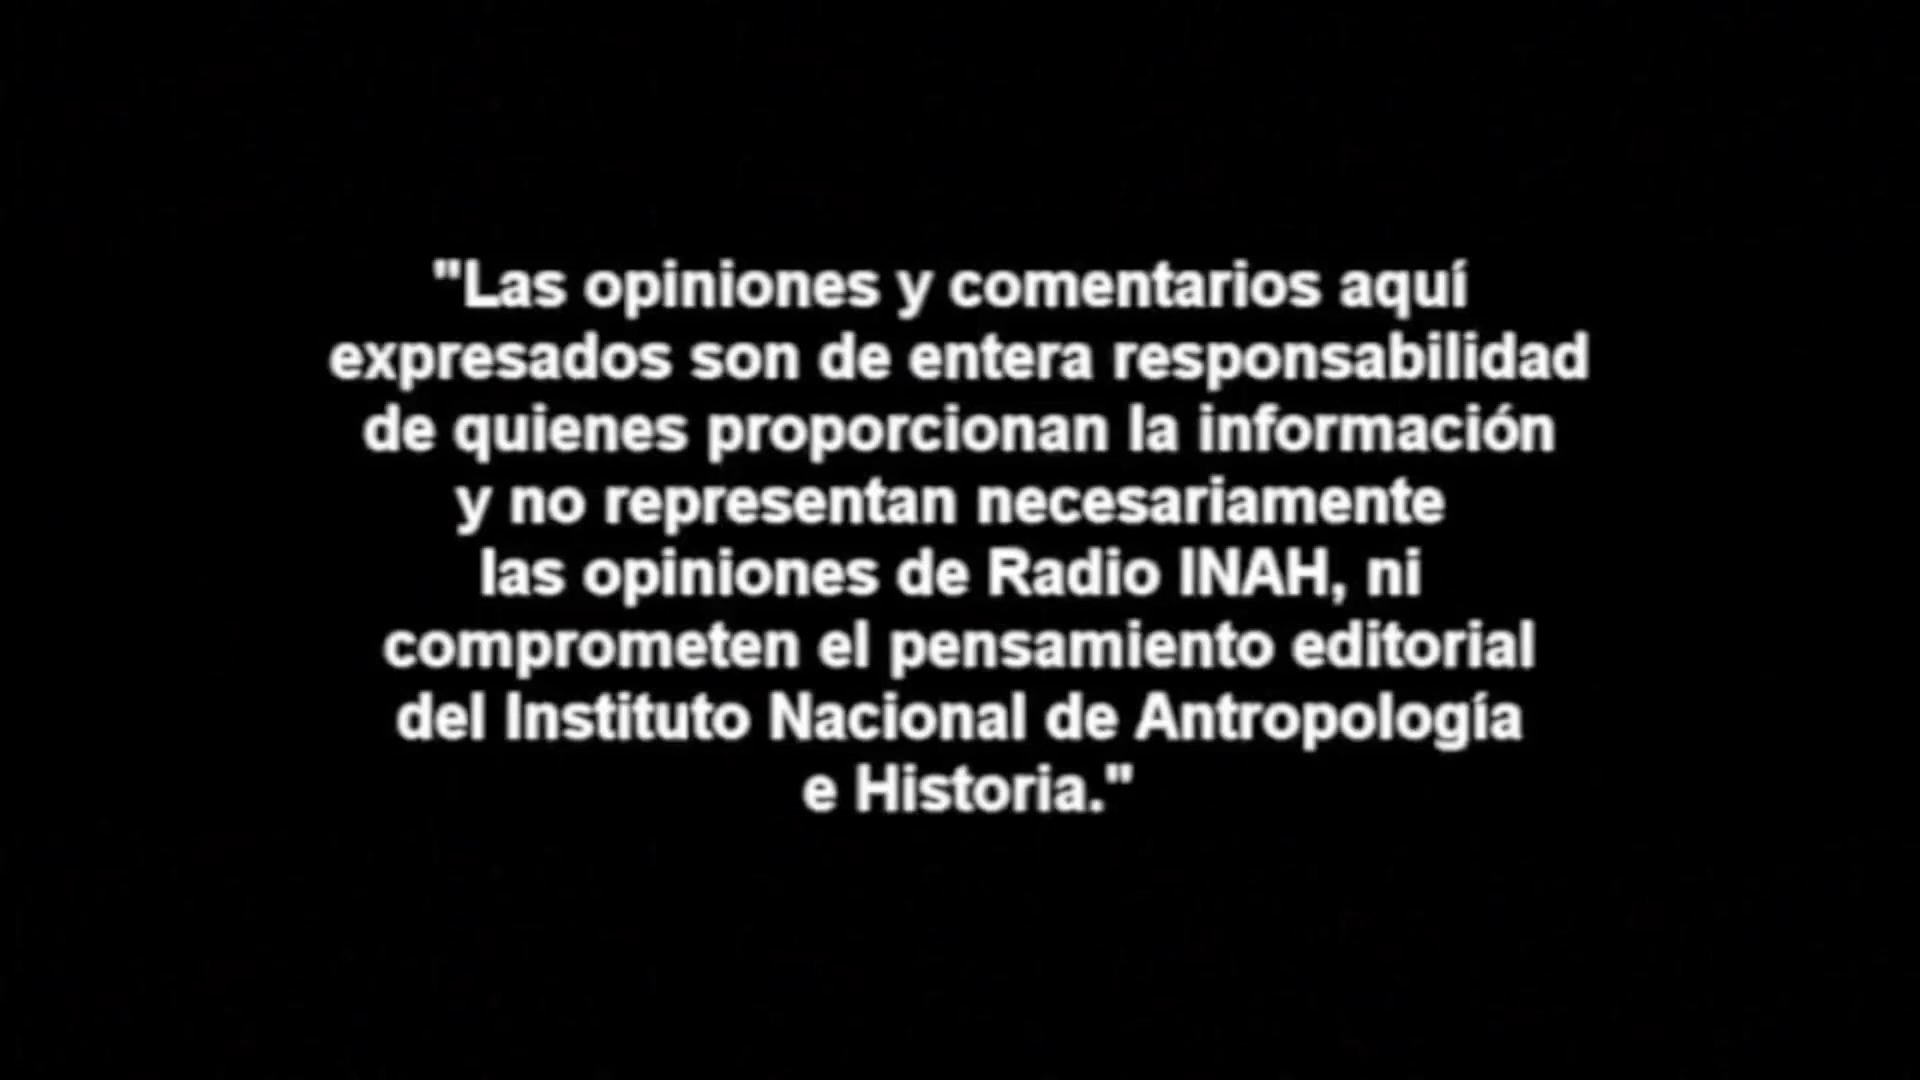 "Las opiniones y comentarios aquí
expresados son de entera responsabilidad
de quienes proporcionan la información
y no representan necesariamente
las opiniones de Radio INAH, ni
comprometen el pensamiento editorial
del Instituto Nacional de Antropología
e Historia."